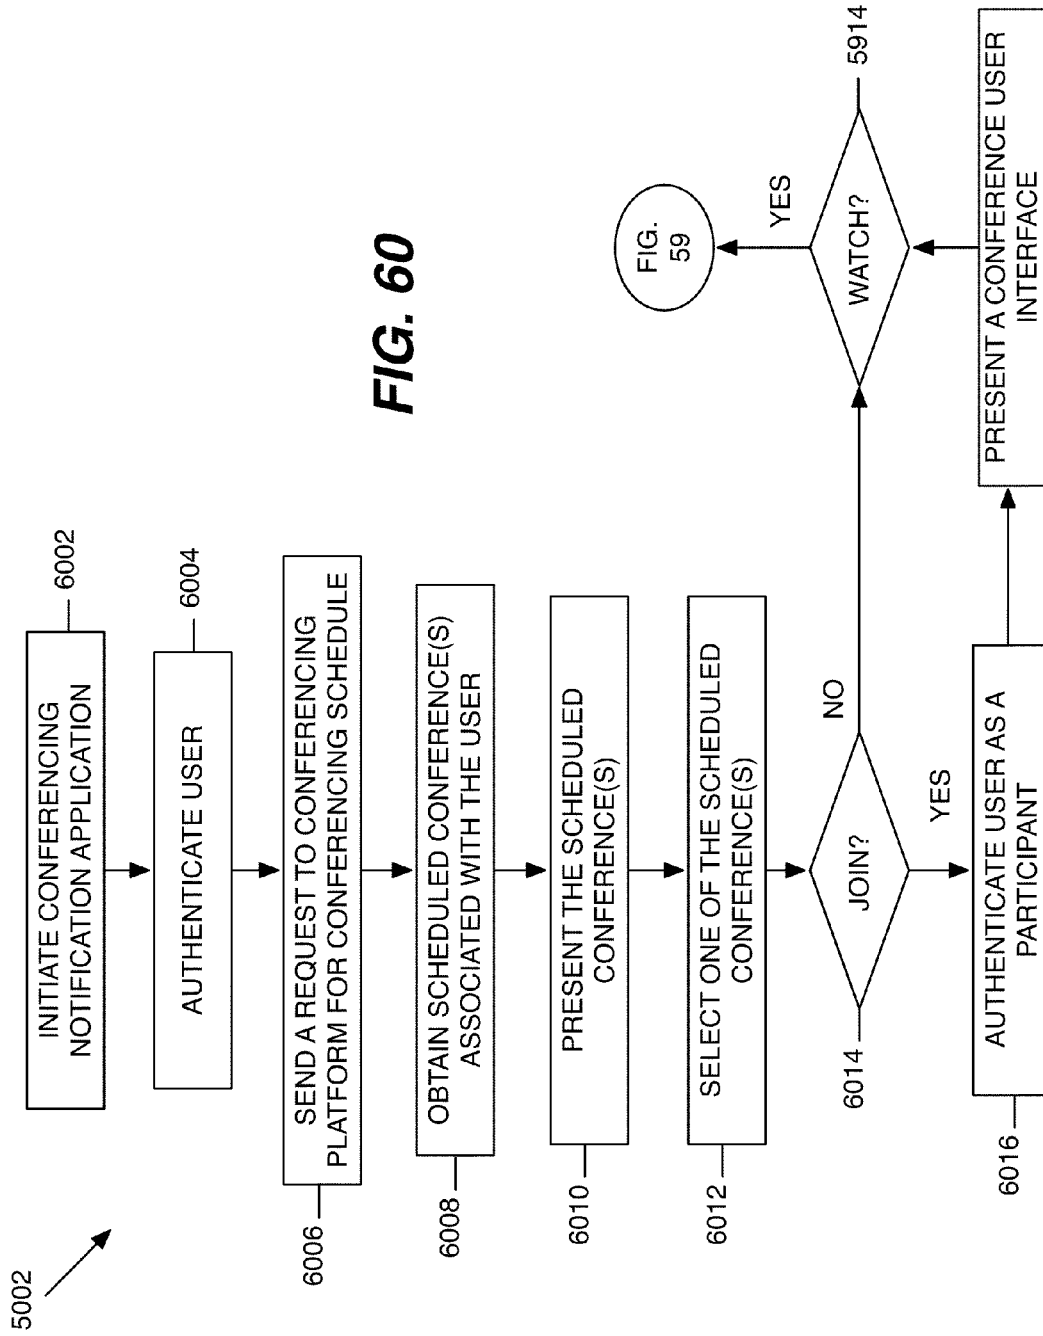 5002
INITIATE CONFERENCING
NOTIFICATION APPLICATION
6002
AUTHENTICATE USER
6004
SEND A REQUEST TO CONFERENCING
PLATFORM FOR CONFERENCING SCHEDULE
6006
OBTAIN SCHEDULED CONFERENCE(S)
ASSOCIATED WITH THE USER
6008
PRESENT THE SCHEDULED
CONFERENCE(S)
6010
SELECT ONE OF THE SCHEDULED
CONFERENCE(S)
6012
JOIN?
6014
NO
YES
AUTHENTICATE USER AS A
PARTICIPANT
6016
PRESENT A CONFERENCE USER
INTERFACE
WATCH?
5914
YES
FIG.
59
FIG. 60